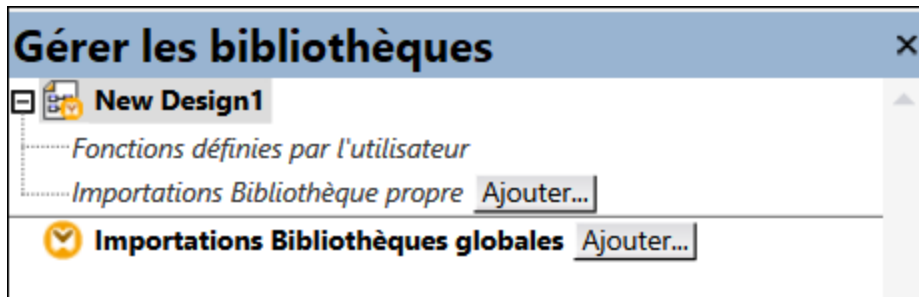 Gérer les bibliothèques
New Design1
Fonctions définies par l'utilisateur
Importations Bibliothèque propre Ajouter...
Importations Bibliothèques globales Ajouter...